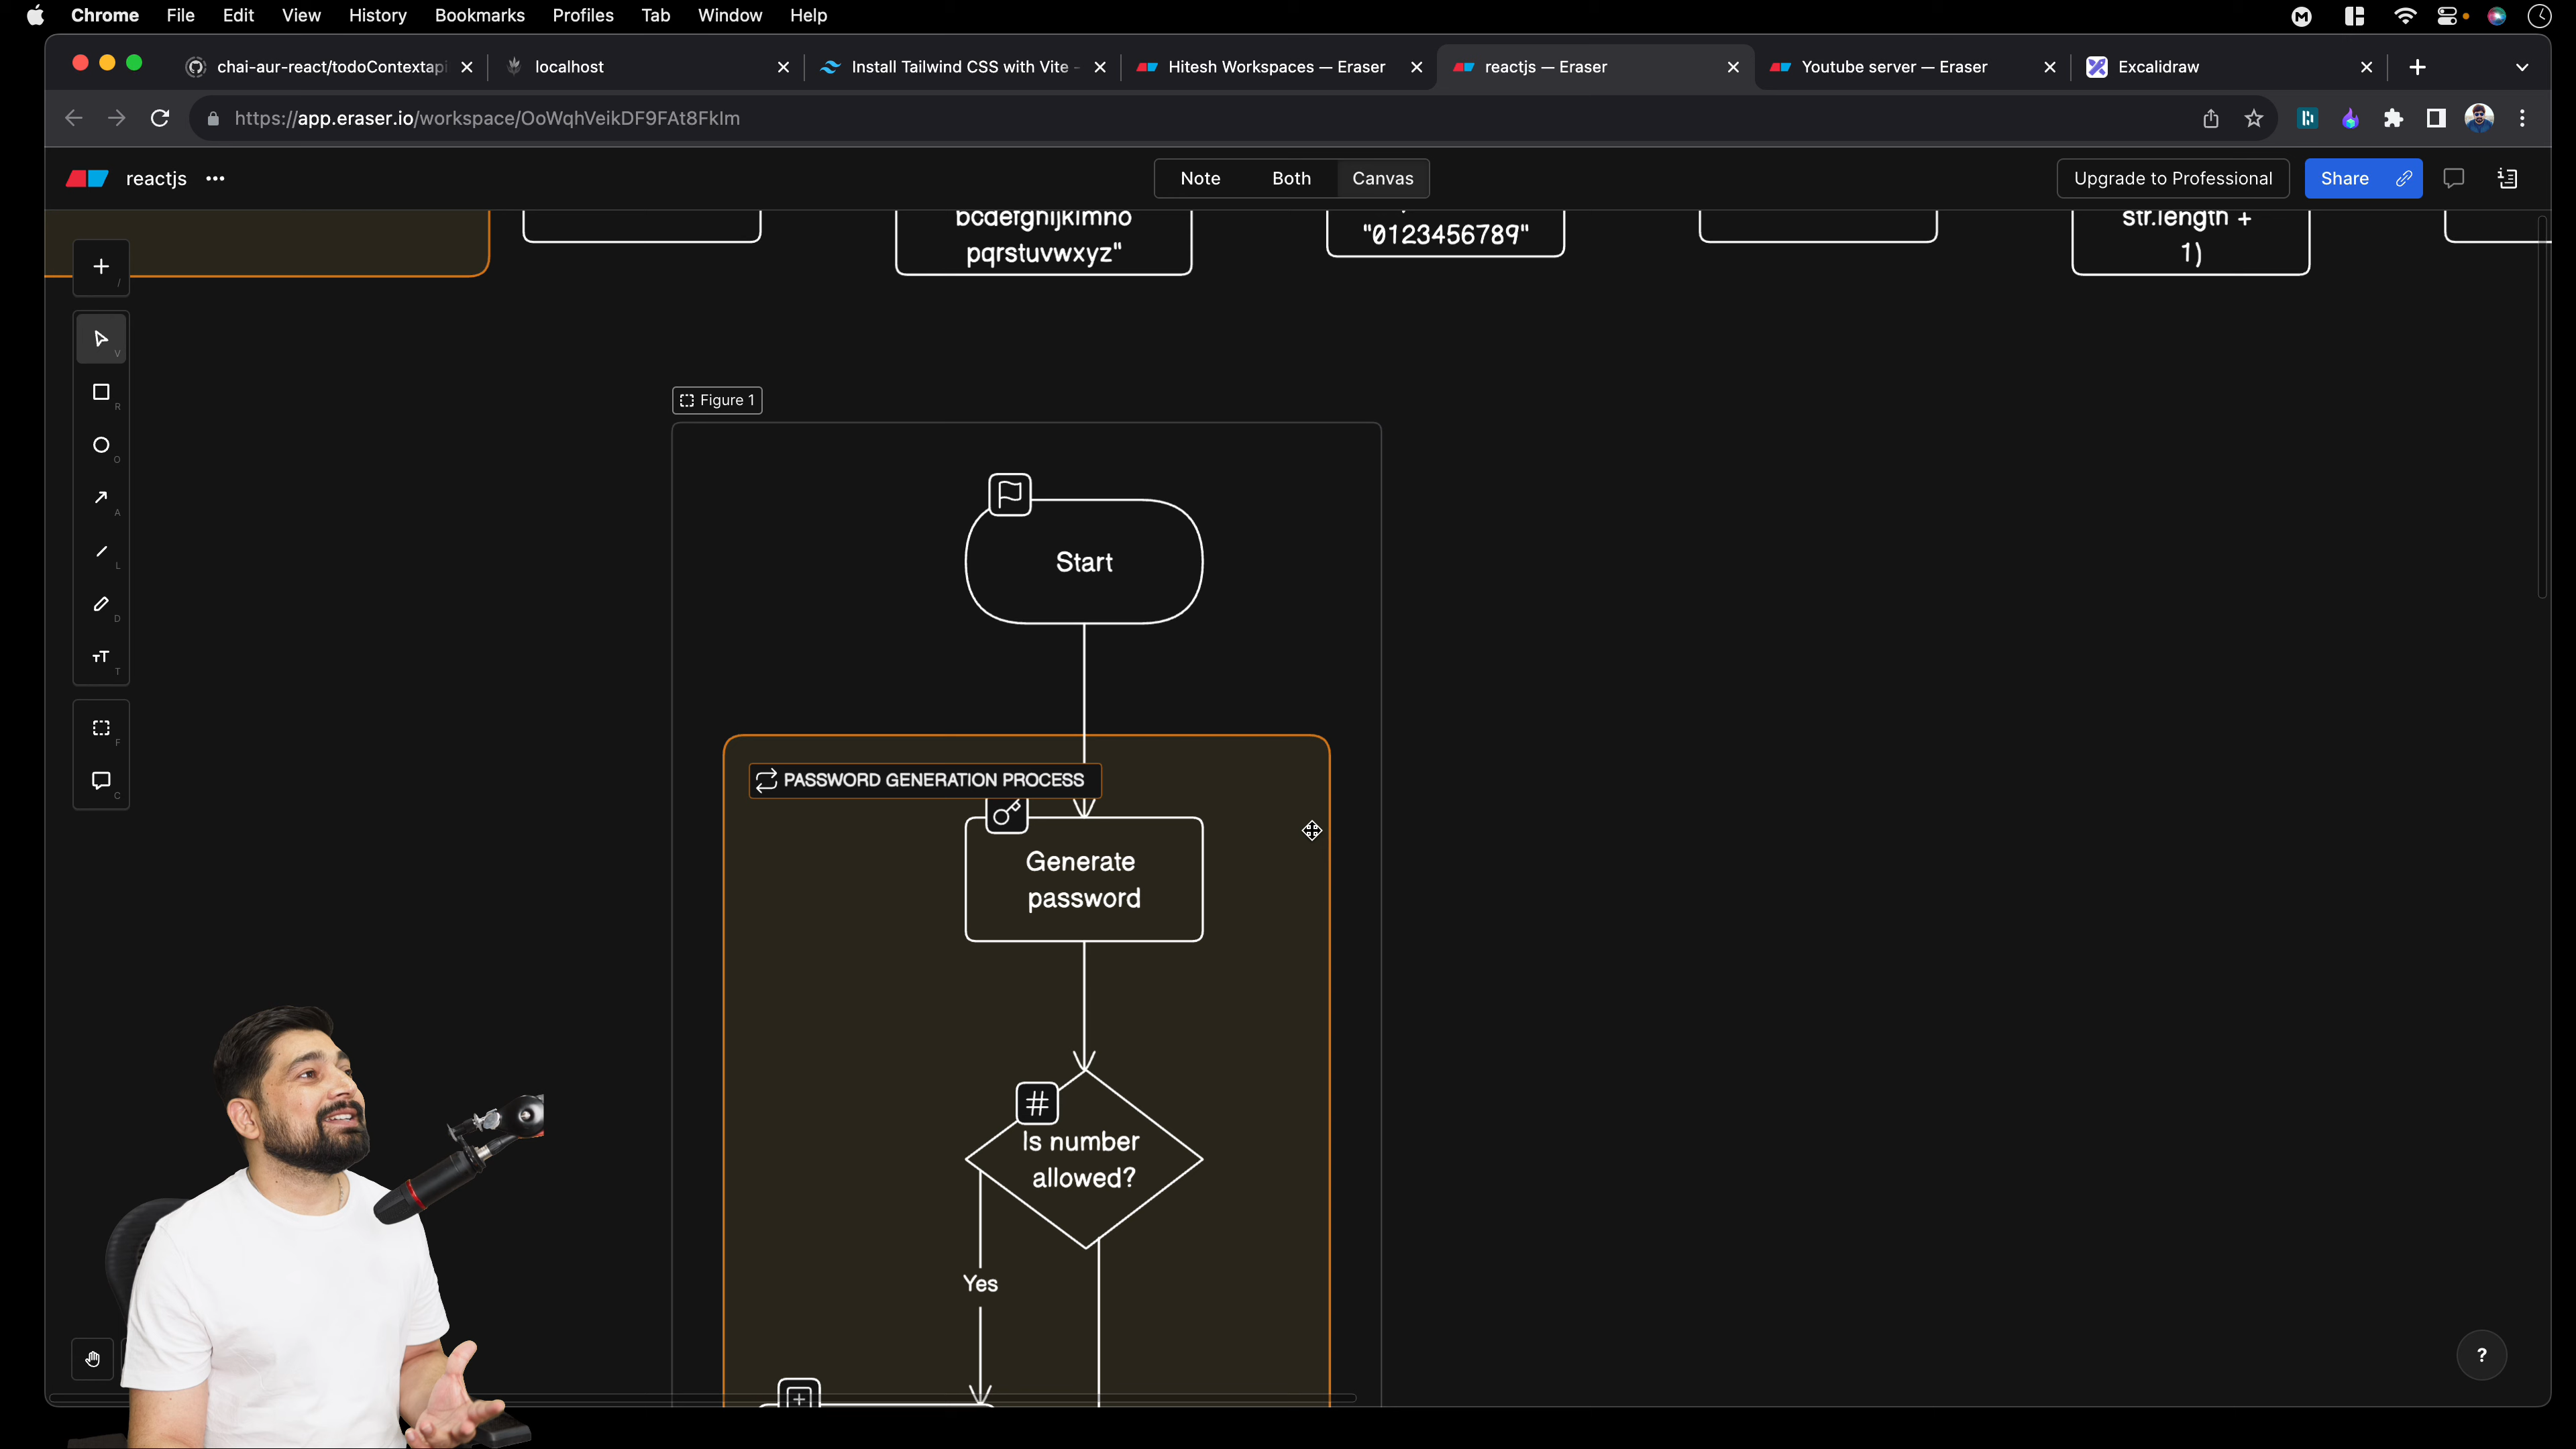 Chrome File Edit View History Bookmarks Profiles Tab Window Help
chai-aur-react/todoContextapi
localhost
Install Tailwind CSS with Vite -
Hitesh Workspaces — Eraser
reactjs — Eraser
Youtube server — Eraser
Excalidraw
https://app.eraser.io/workspace/OoWqhVeikDF9FAt8FkIm
reactjs
Note Both Canvas
Upgrade to Professional
Share
bcdefghijklmno
pqrstuvwxyz"
"0123456789"
str.length +
1)
/
V
R
O
A
L
D
T
F
C
Figure 1
Start
PASSWORD GENERATION PROCESS
Generate
password
#
Is number
allowed?
Yes
?